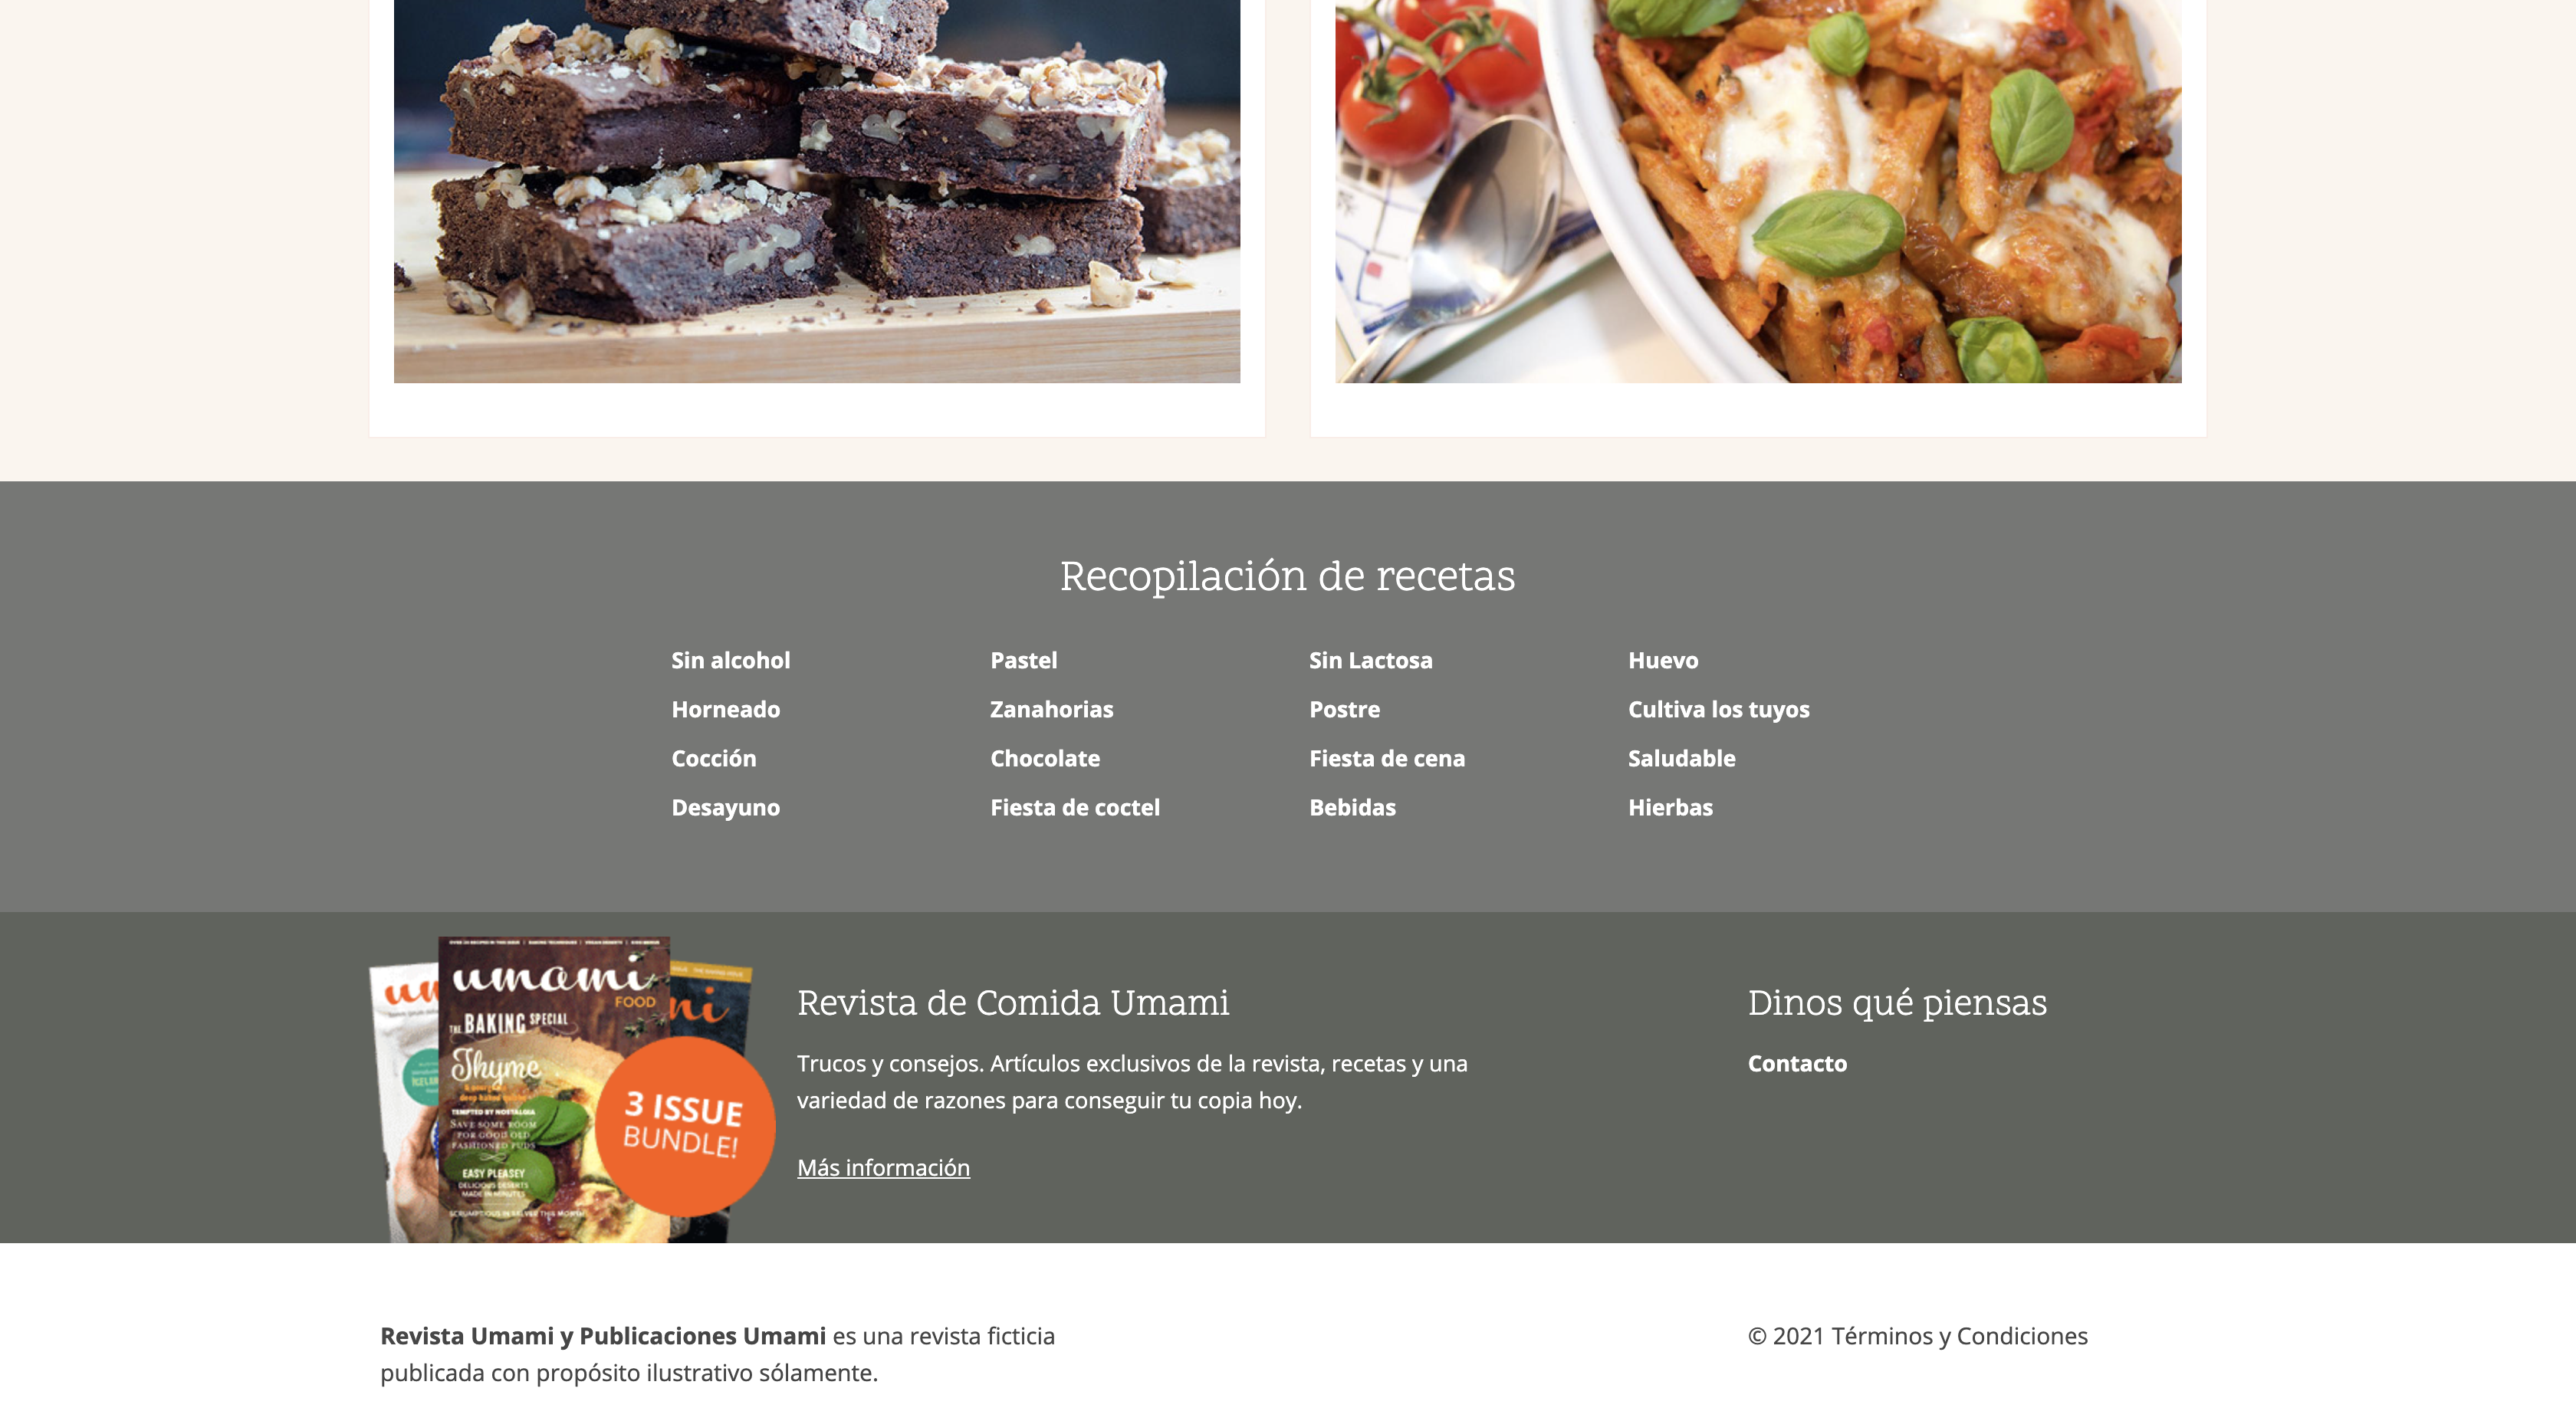 Recopilación de recetas
Sin alcohol
Horneado
Cocción
Desayuno
Pastel
Zanahorias
Chocolate
Fiesta de coctel
Sin Lactosa
Postre
Fiesta de cena
Bebidas
Huevo
Cultiva los tuyos
Saludable
Hierbas
umami
FOOD
THE BAKING SPECIAL
Thyme
deep baked
TEMPTED BY NOSTALGIA
SAVE SOME ROOM
FOR GOOD OLD
FASHIONED PUDS
EASY PLEASEY
DELICIOUS DESERTS
MADE IN MINUTES
3 ISSUE
BUNDLE!
Revista de Comida Umami
Trucos y consejos. Artículos exclusivos de la revista, recetas y una
variedad de razones para conseguir tu copia hoy.
Más información
Dinos qué piensas
Contacto
Revista Umami y Publicaciones Umami es una revista ficticia
publicada con propósito ilustrativo sólamente.
© 2021 Términos y Condiciones